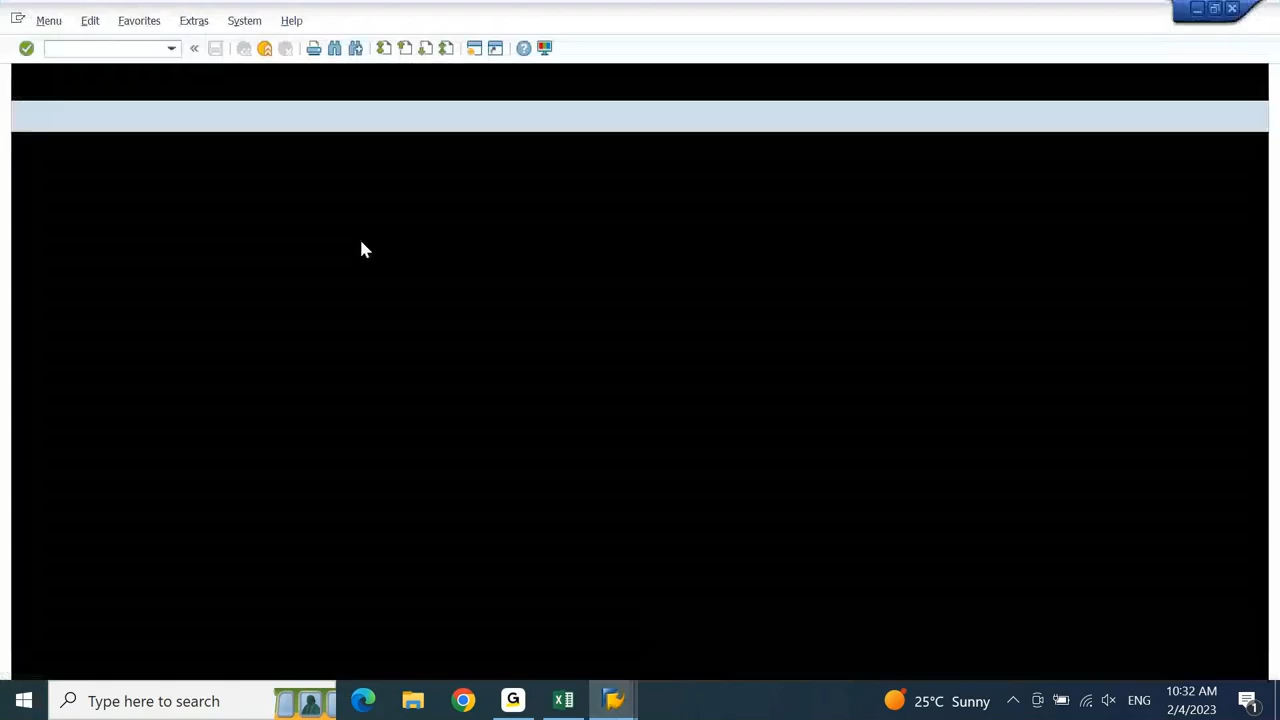 Menu Edit Favorites Extras System Help
Type here to search
G
25°C Sunny
ENG
10:32 AM
2/4/2023
1